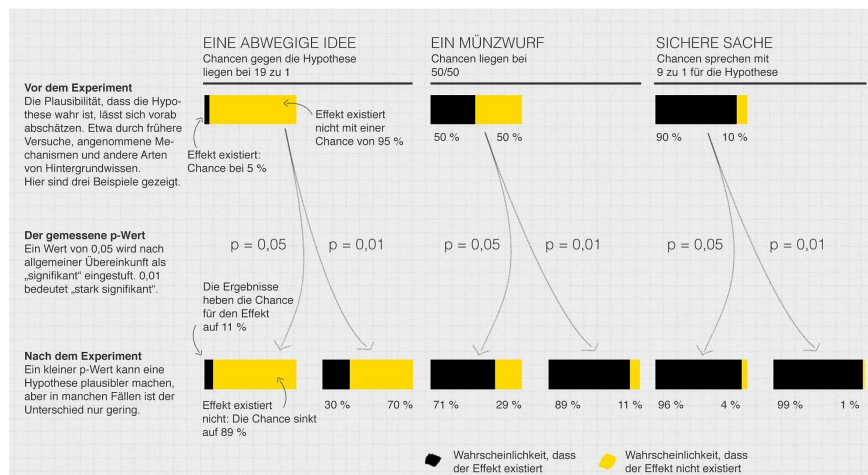 EINE ABWEGIGE IDEE
Chancen gegen die Hypothese
liegen bei 19 zu 1
EIN MÜNZWURF
Chancen liegen bei
50/50
SICHERE SACHE
Chancen sprechen mit
9 zu 1 für die Hypothese
Vor dem Experiment
Die Plausibilität, dass die Hypo-
these wahr ist, lässt sich vorab
abschätzen. Etwa durch frühere
Versuche, angenommene Me-
chanismen und andere Arten
von Hintergrundwissen.
Hier sind drei Beispiele gezeigt.
Effekt existiert:
Chance bei 5 %
Effekt existiert
nicht mit einer
Chance von 95 %
50 %
50 %
90 %
10 %
Der gemessene p-Wert
Ein Wert von 0,05 wird nach
allgemeiner Übereinkunft als
„signifikant“ eingestuft. 0,01
bedeutet „stark signifikant“.
p = 0,05
p = 0,01
p = 0,05
p = 0,01
p = 0,05
p = 0,01
Die Ergebnisse
heben die Chance
für den Effekt
auf 11 %
Nach dem Experiment
Ein kleiner p-Wert kann eine
Hypothese plausibler machen,
aber in manchen Fällen ist der
Unterschied nur gering.
Effekt existiert
nicht: Die Chance sinkt
auf 89 %
30 %
70 %
71 %
29 %
89 %
11 %
96 %
4 %
99 %
1 %
Wahrscheinlichkeit, dass
der Effekt existiert
Wahrscheinlichkeit, dass
der Effekt nicht existiert